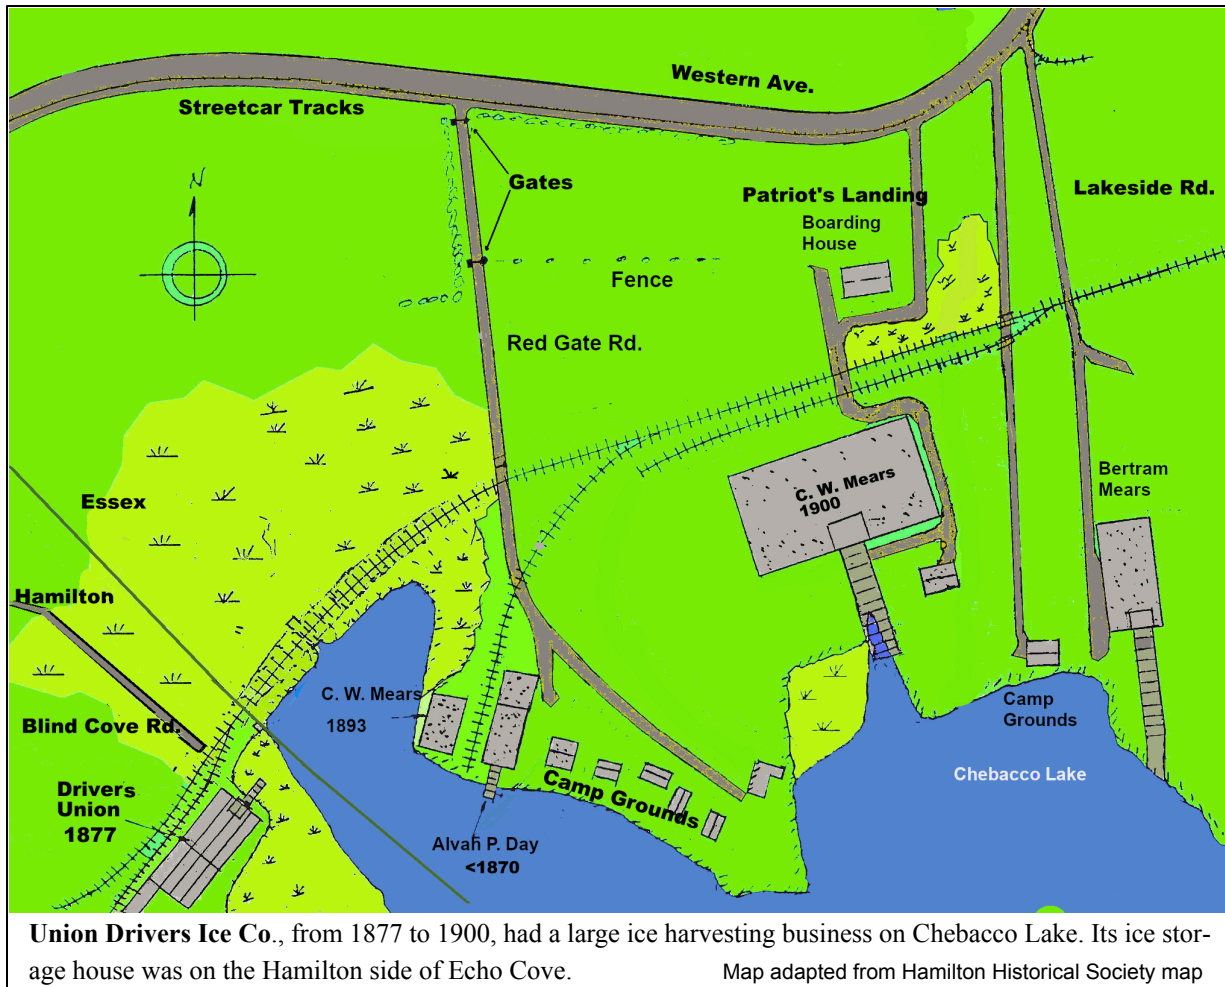 Western Ave.
Streetcar Tracks
N
Gates
Patriot's Landing
Lakeside Rd.
Boarding
House
Fence
Red Gate Rd.
Bertram
Mears
C. W. Mears
1900
Essex
Hamilton
C. W. Mears
1893
Blind Cove Rd.
Camp
Grounds
Chebacco Lake
Drivers
Union
1877
Camp Grounds
Alvah P. Day
<1870
Union Drivers Ice Co., from 1877 to 1900, had a large ice harvesting business on Chebacco Lake. Its ice stor-
age house was on the Hamilton side of Echo Cove.
Map adapted from Hamilton Historical Society map